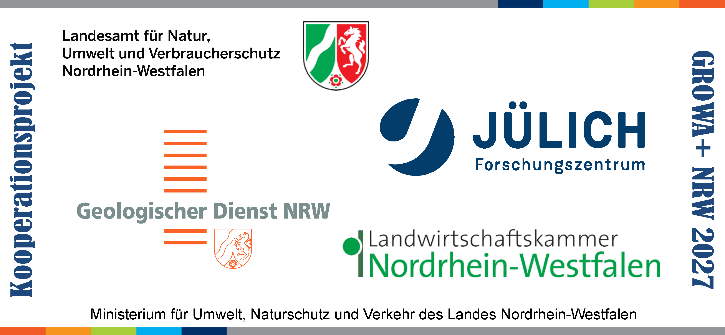 Kooperationsprojekt
Landesamt für Natur,
Umwelt und Verbraucherschutz
Nordrhein-Westfalen
JÜLICH
Forschungszentrum
Geologischer Dienst NRW
Landwirtschaftskammer
Nordrhein-Westfalen
GROWA+ NRW 2027
Ministerium für Umwelt, Naturschutz und Verkehr des Landes Nordrhein-Westfalen